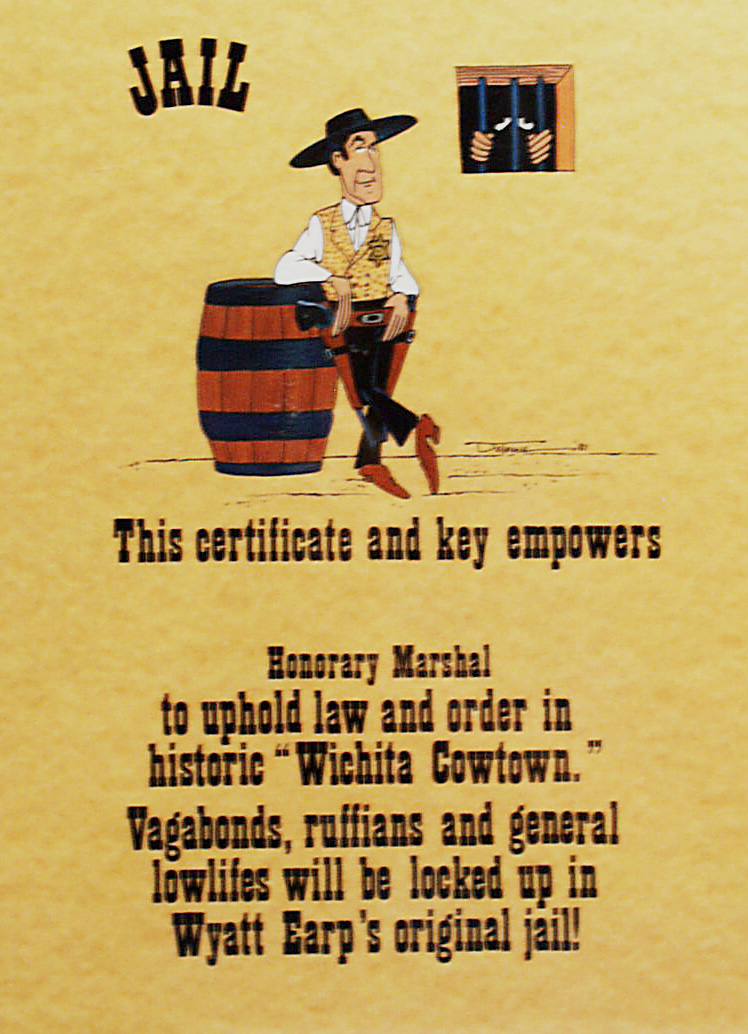 JAIL
This certificate and key empowers
Honorary Marshal
to uphold law and order in
historic "Wichita Cowtown."
Vagabonds, ruffians and general
lowlifes will be locked up in
Wyatt Earp's original jail!